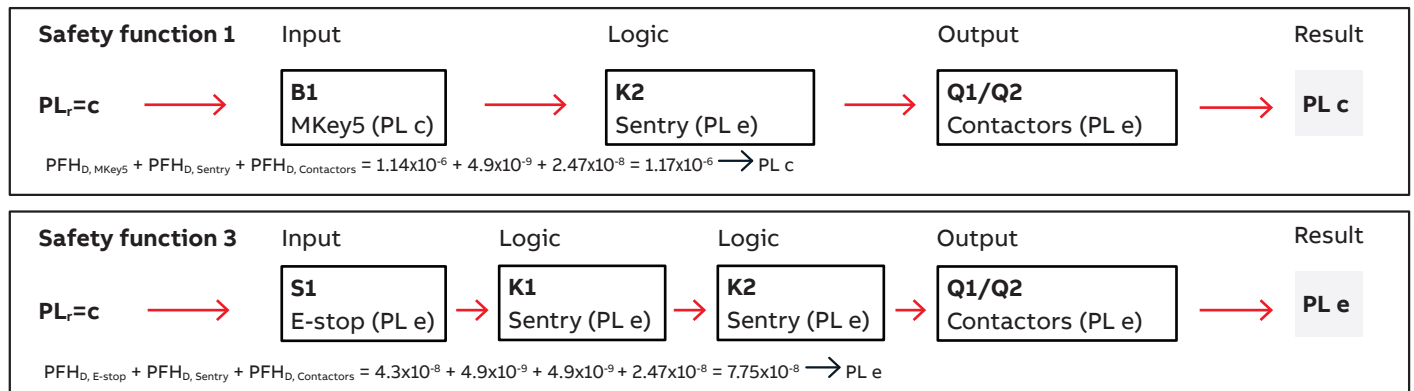 Safety function 1 Input Logic Output Result
PLr=c B1 MKey5 (PL c) K2 Sentry (PL e) Q1/Q2 Contactors (PL e) PL c
PFHD, MKey5 + PFHD, Sentry + PFHD, Contactors = 1.14x10-6 + 4.9x10-9 + 2.47x10-8 = 1.17x10-6 → PL c
Safety function 3 Input Logic Logic Output Result
PLr=c S1 E-stop (PL e) K1 Sentry (PL e) K2 Sentry (PL e) Q1/Q2 Contactors (PL e) PL e
PFHD, E-stop + PFHD, Sentry + PFHD, Contactors = 4.3x10-8 + 4.9x10-9 + 4.9x10-9 + 2.47x10-8 = 7.75x10-8 → PL e